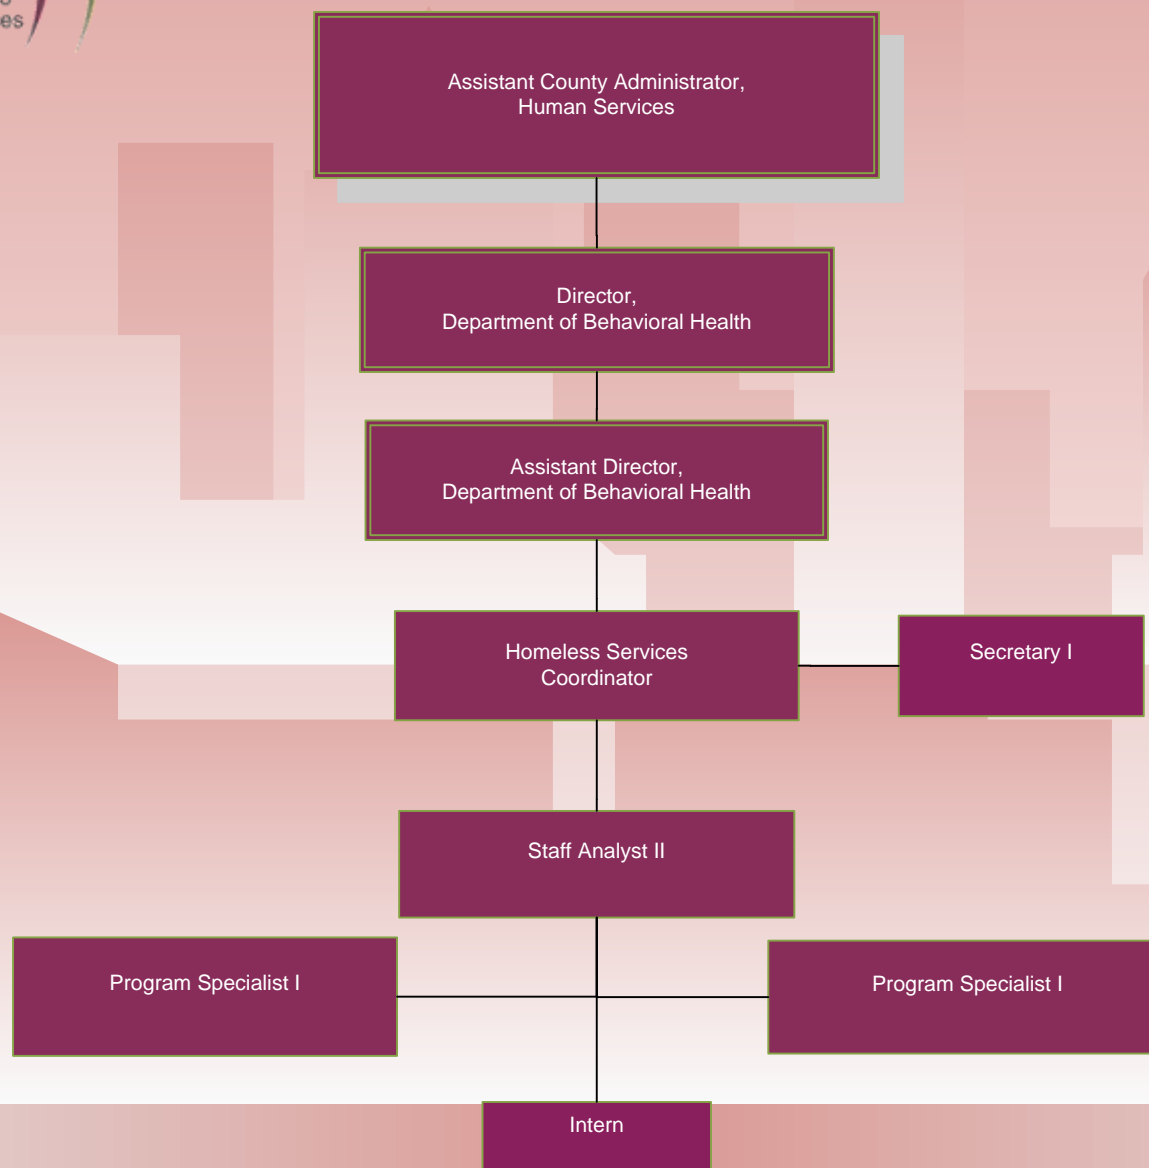 es
Assistant County Administrator,
Human Services
Director,
Department of Behavioral Health
Assistant Director,
Department of Behavioral Health
Homeless Services
Coordinator
Secretary I
Staff Analyst II
Program Specialist I
Program Specialist I
Intern